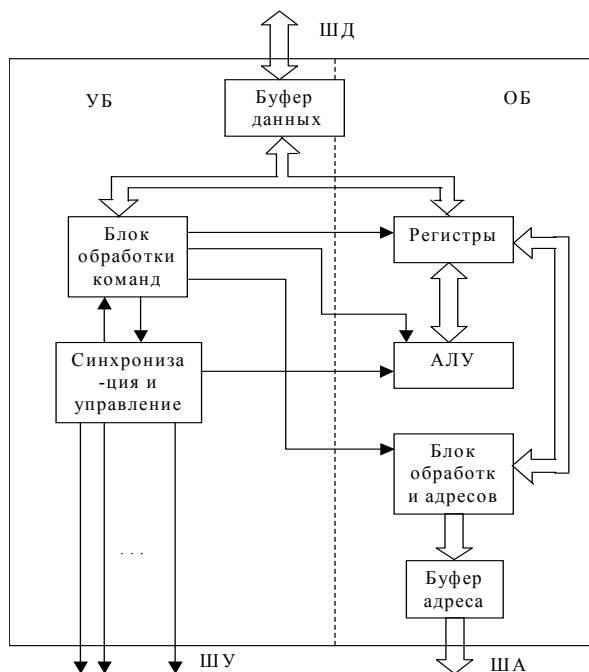 ШД
УБ
ОБ
Буфер
данных
Блок
обработки
команд
Регистры
Синхрониза
-ция и
управление
АЛУ
Блок
обработк
и адресов
...
Буфер
адреса
ШУ
ША